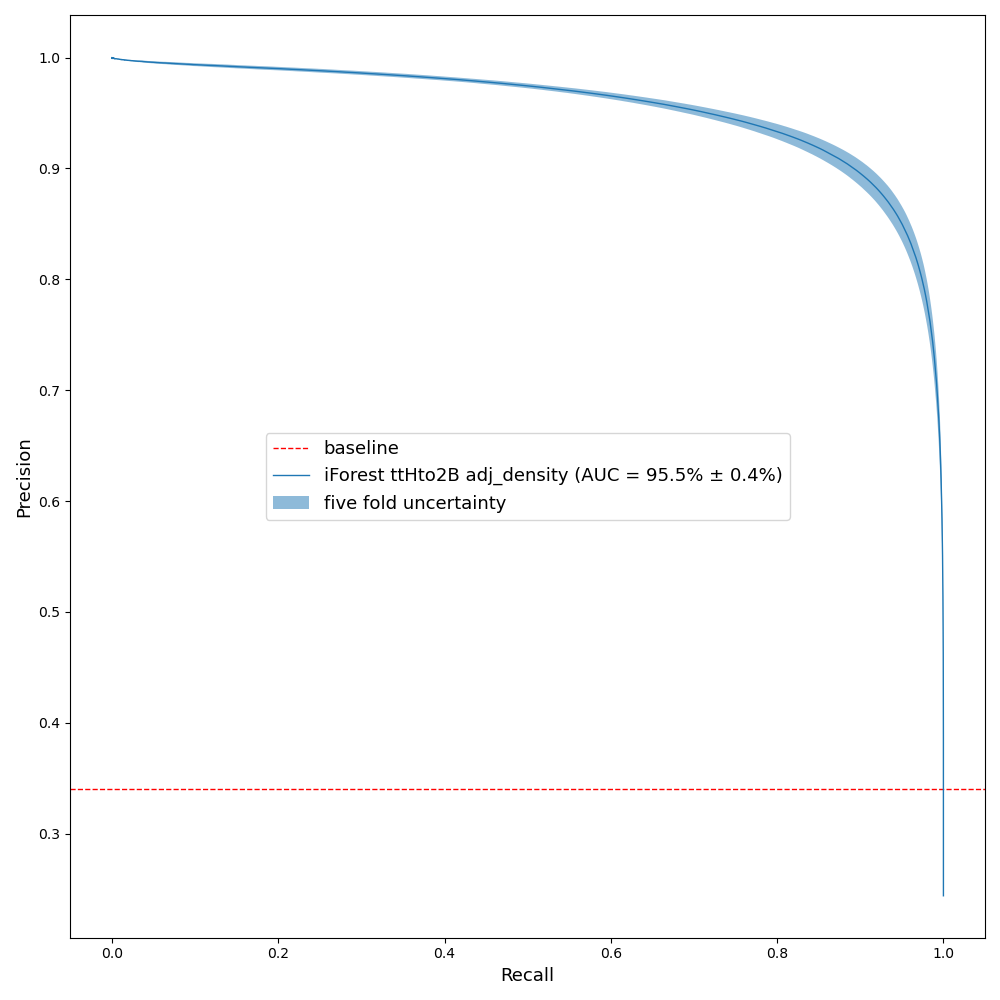 1.0
0.9
0.8
0.7
0.6
0.5
0.4
0.3
Precision
baseline
iForest ttHto2B adj_density (AUC = 95.5% ± 0.4%)
five fold uncertainty
0.0 0.2 0.4 0.6 0.8 1.0
Recall